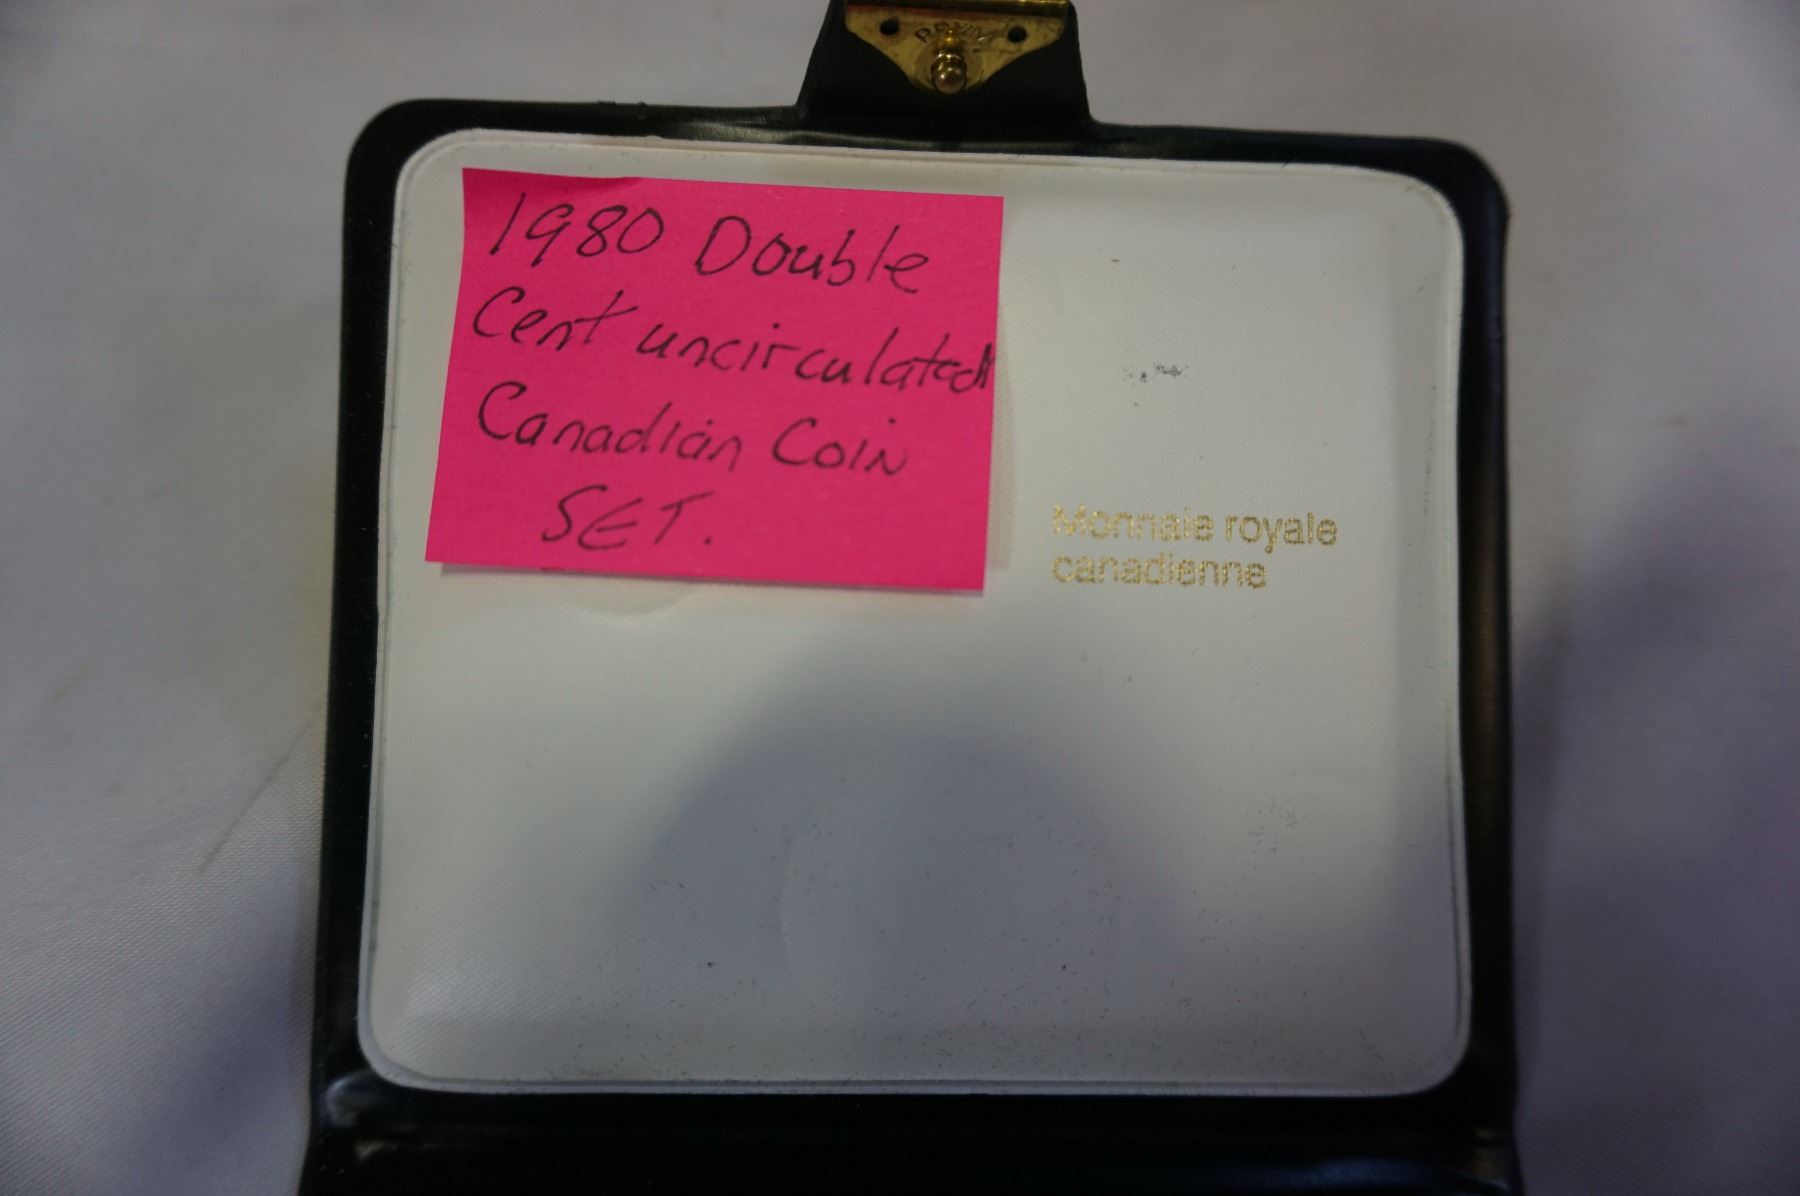 1980 Double
Cent uncirculated
Canadian Coin
SET.
Monnaie royale
canadienne